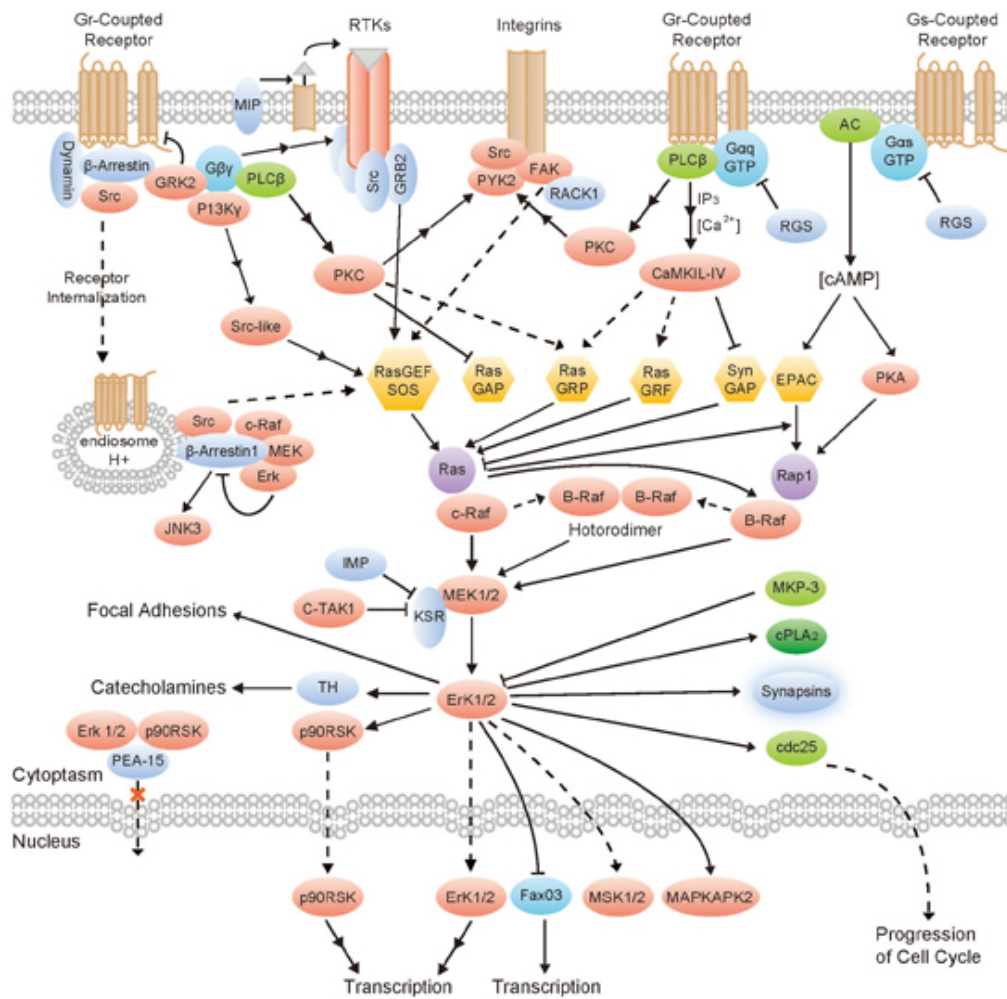 Gr-Coupled
Receptor
RTKs
Integrins
Gr-Coupled
Receptor
Gs-Coupled
Receptor
MIP
AC
Dynamin
β-Arrestin
Src
GRK2
Gβγ
PLCβ
P13Kγ
Src
GRB2
Src
PYK2
FAK
RACK1
PLCβ
Gαq
GTP
Gαs
GTP
IP3
[Ca2+]
RGS
RGS
PKC
PKC
CaMKIL-IV
[cAMP]
Receptor
Internalization
Src-like
RasGEF
SOS
Ras
GAP
Ras
GRP
Ras
GRF
Syn
GAP
EPAC
PKA
endiosome
H+
Src
c-Raf
β-Arrestin1
MEK
Erk
JNK3
Ras
Rap1
c-Raf
B-Raf
B-Raf
B-Raf
Hotorodimer
IMP
C-TAK1
KSR
MEK1/2
MKP-3
Focal Adhesions
cPLA2
Catecholamines
TH
ErK1/2
Synapsins
Erk 1/2
p90RSK
p90RSK
cdc25
PEA-15
Cytoptasm
Nucleus
p90RSK
ErK1/2
Fax03
MSK1/2
MAPKAPK2
Progression
of Cell Cycle
Transcription
Transcription